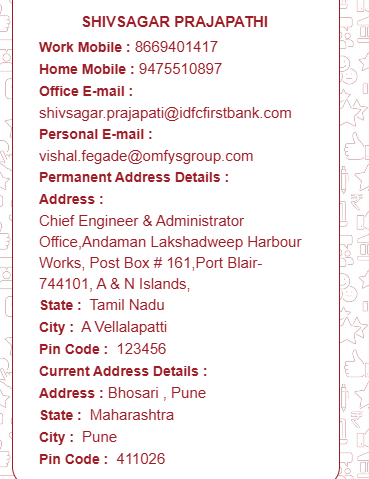 SHIVSAGAR PRAJAPATHI
Work Mobile : 8669401417
Home Mobile : 9475510897
Office E-mail :
shivsagar.prajapati@idfcfirstbank.com
Personal E-mail :
vishal.fegade@omfysgroup.com
Permanent Address Details :
Address :
Chief Engineer & Administrator
Office,Andaman Lakshadweep Harbour
Works, Post Box # 161,Port Blair-
744101, A & N Islands,
State : Tamil Nadu
City : A Vellalapatti
Pin Code : 123456
Current Address Details :
Address : Bhosari , Pune
State : Maharashtra
City : Pune
Pin Code : 411026